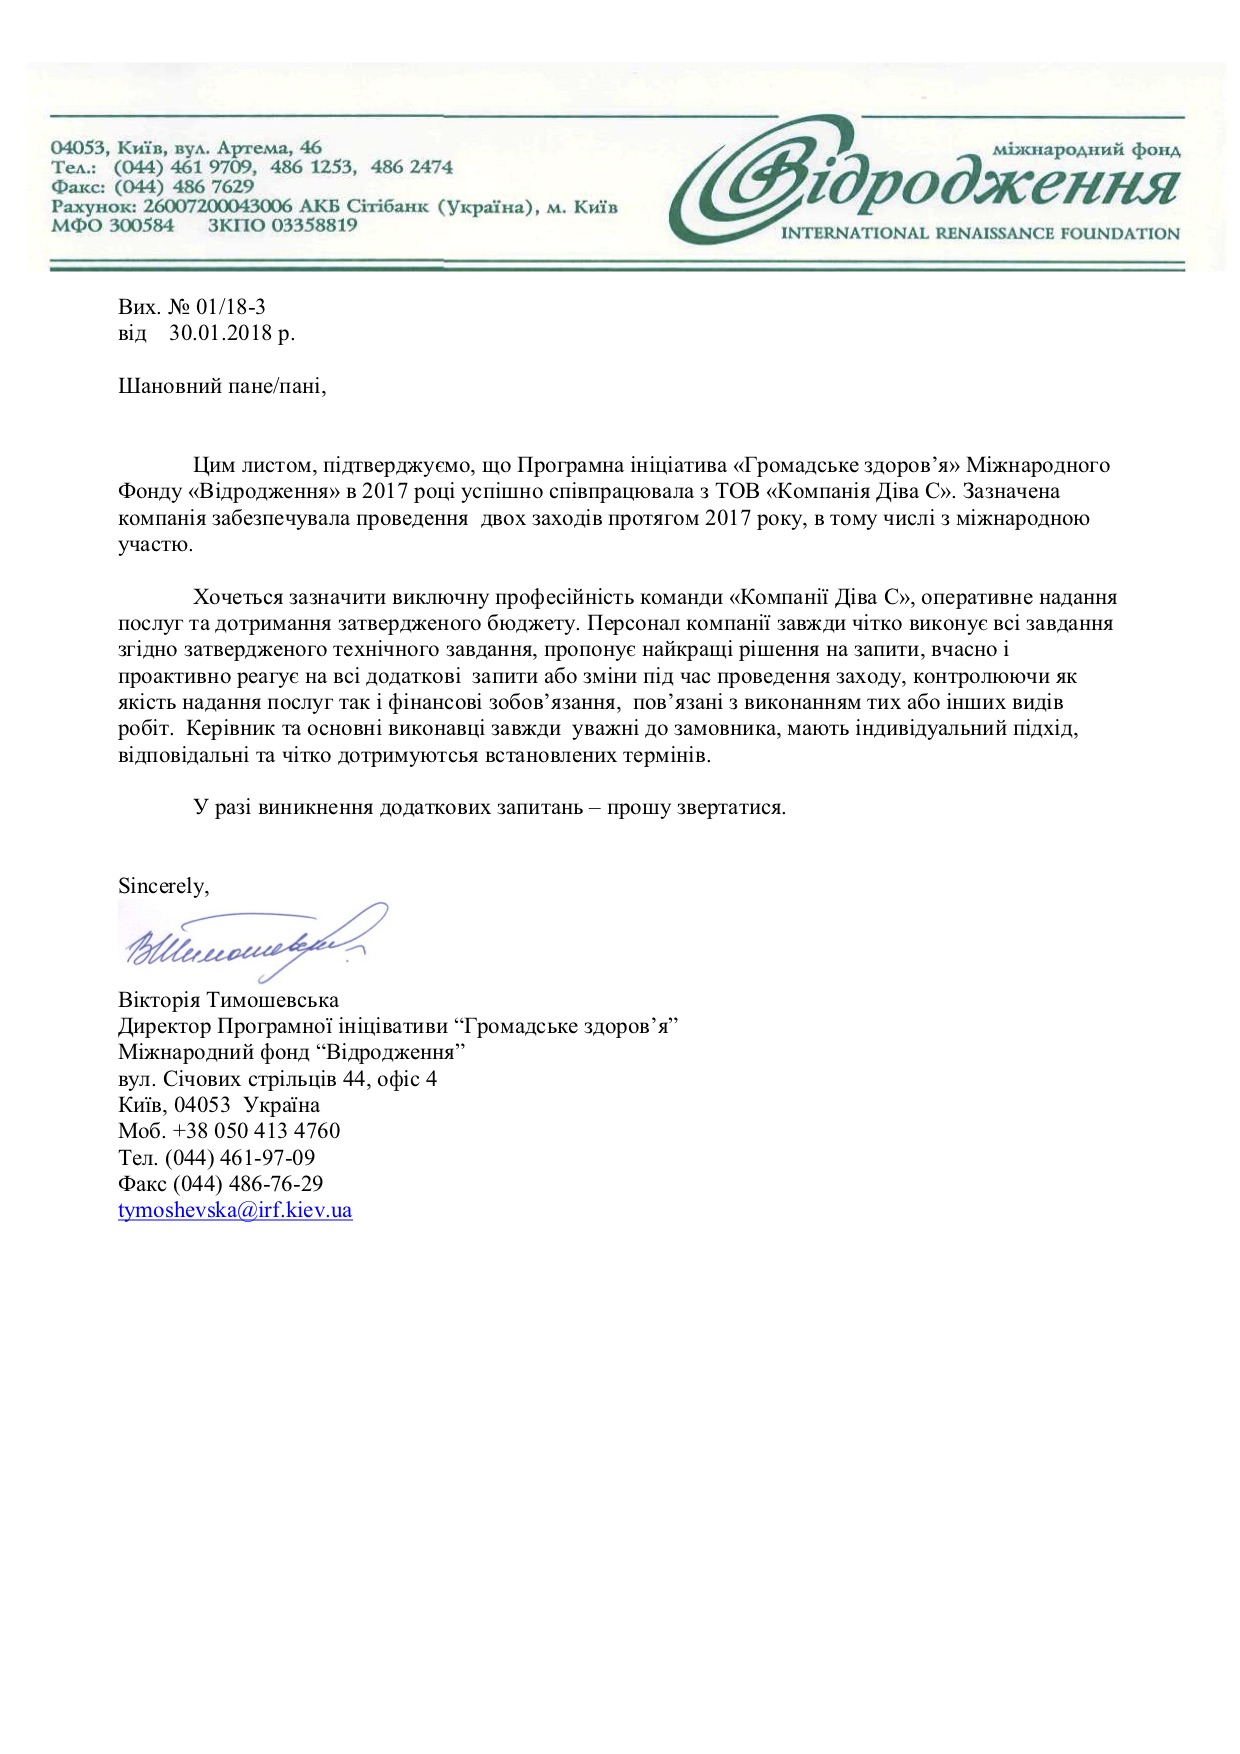 04053, Київ, вул. Артема, 46
Тел.: (044) 461 9709, 486 1253, 486 2474
Факс: (044) 486 7629
Рахунок: 26007200043006 АКБ Сітібанк (Україна), м. Київ
МФО 300584 ЗКПО 03358819
міжнародний фонд
Відродження
INTERNATIONAL RENAISSANCE FOUNDATION
Вих. № 01/18-3
від 30.01.2018 р.
Шановний пане/пані,
Цим листом, підтверджуємо, що Програмна ініціатива «Громадське здоров’я» Міжнародного
Фонду «Відродження» в 2017 році успішно співпрацювала з ТОВ «Компанія Діва С». Зазначена
компанія забезпечувала проведення двох заходів протягом 2017 року, в тому числі з міжнародною
участю.
Хочеться зазначити виключну професійність команди «Компанії Діва С», оперативне надання
послуг та дотримання затвердженого бюджету. Персонал компанії завжди чітко виконує всі завдання
згідно затвердженого технічного завдання, пропонує найкращі рішення на запити, вчасно і
проактивно реагує на всі додаткові запити або зміни під час проведення заходу, контролюючи як
якість надання послуг так і фінансові зобов’язання, пов’язані з виконанням тих або інших видів
робіт. Керівник та основні виконавці завжди уважні до замовника, мають індивідуальний підхід,
відповідальні та чітко дотримуютсья встановлених термінів.
У разі виникнення додаткових запитань – прошу звертатися.
Sincerely,
ВТимошевська
Вікторія Тимошевська
Директор Програмної ініцівативи “Громадське здоров’я”
Міжнародний фонд “Відродження”
вул. Січових стрільців 44, офіс 4
Київ, 04053 Україна
Моб. +38 050 413 4760
Тел. (044) 461-97-09
Факс (044) 486-76-29
tymoshevska@irf.kiev.ua